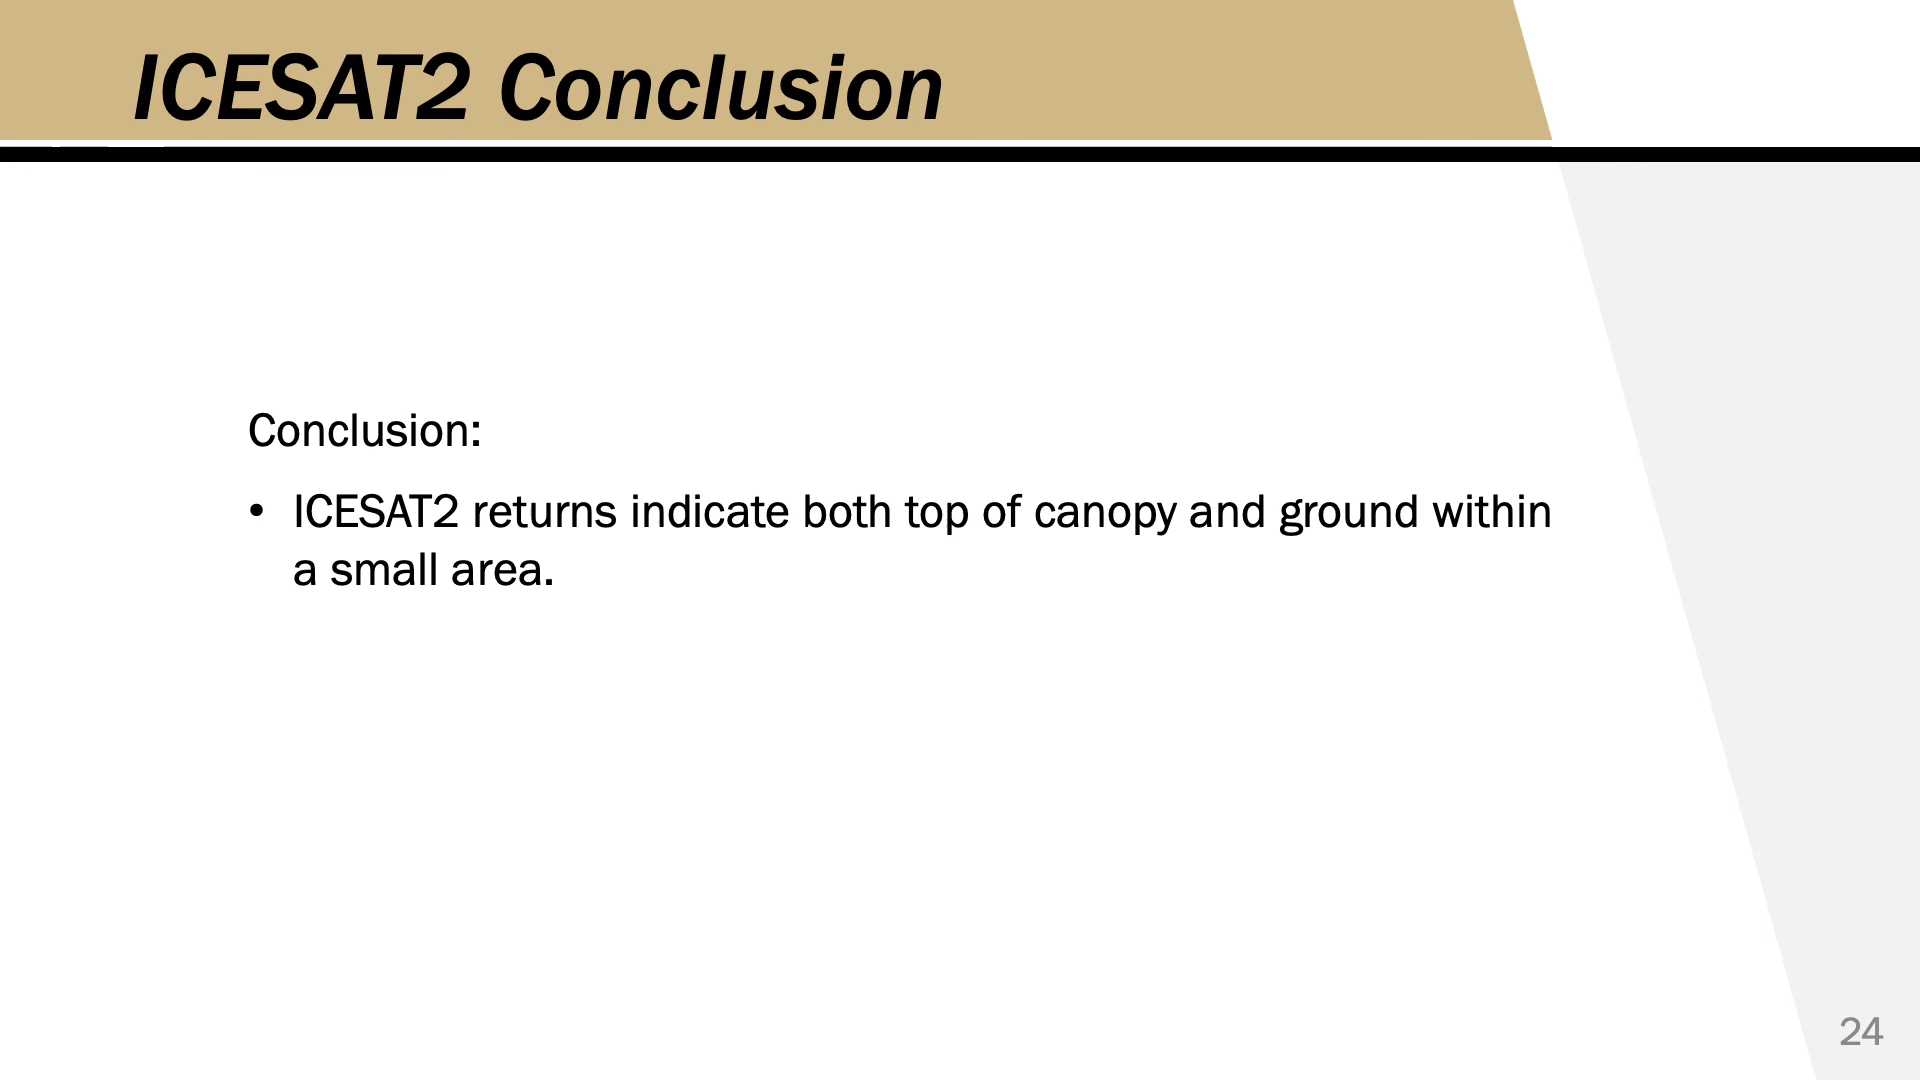 ICESAT2 Conclusion
Conclusion:
• ICESAT2 returns indicate both top of canopy and ground within
a small area.
24